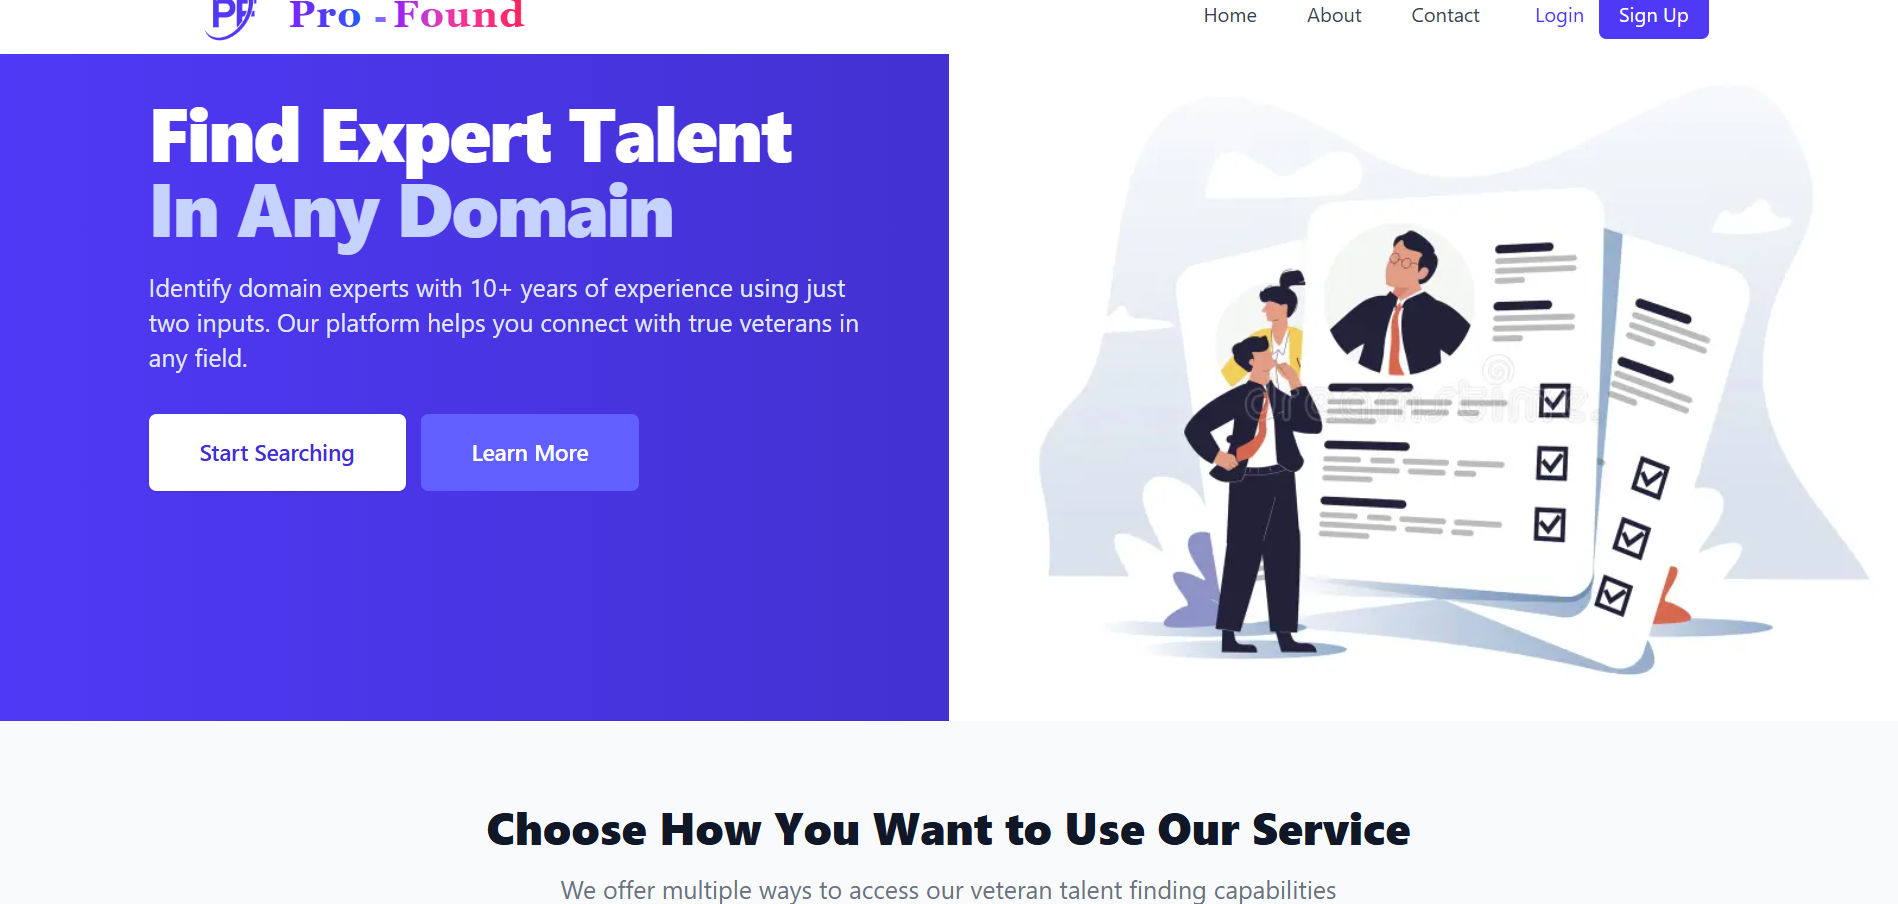 PF Pro - Found
Home About Contact Login Sign Up
Find Expert Talent
In Any Domain
Identify domain experts with 10+ years of experience using just
two inputs. Our platform helps you connect with true veterans in
any field.
Start Searching Learn More
dreamstime.
Choose How You Want to Use Our Service
We offer multiple ways to access our veteran talent finding capabilities